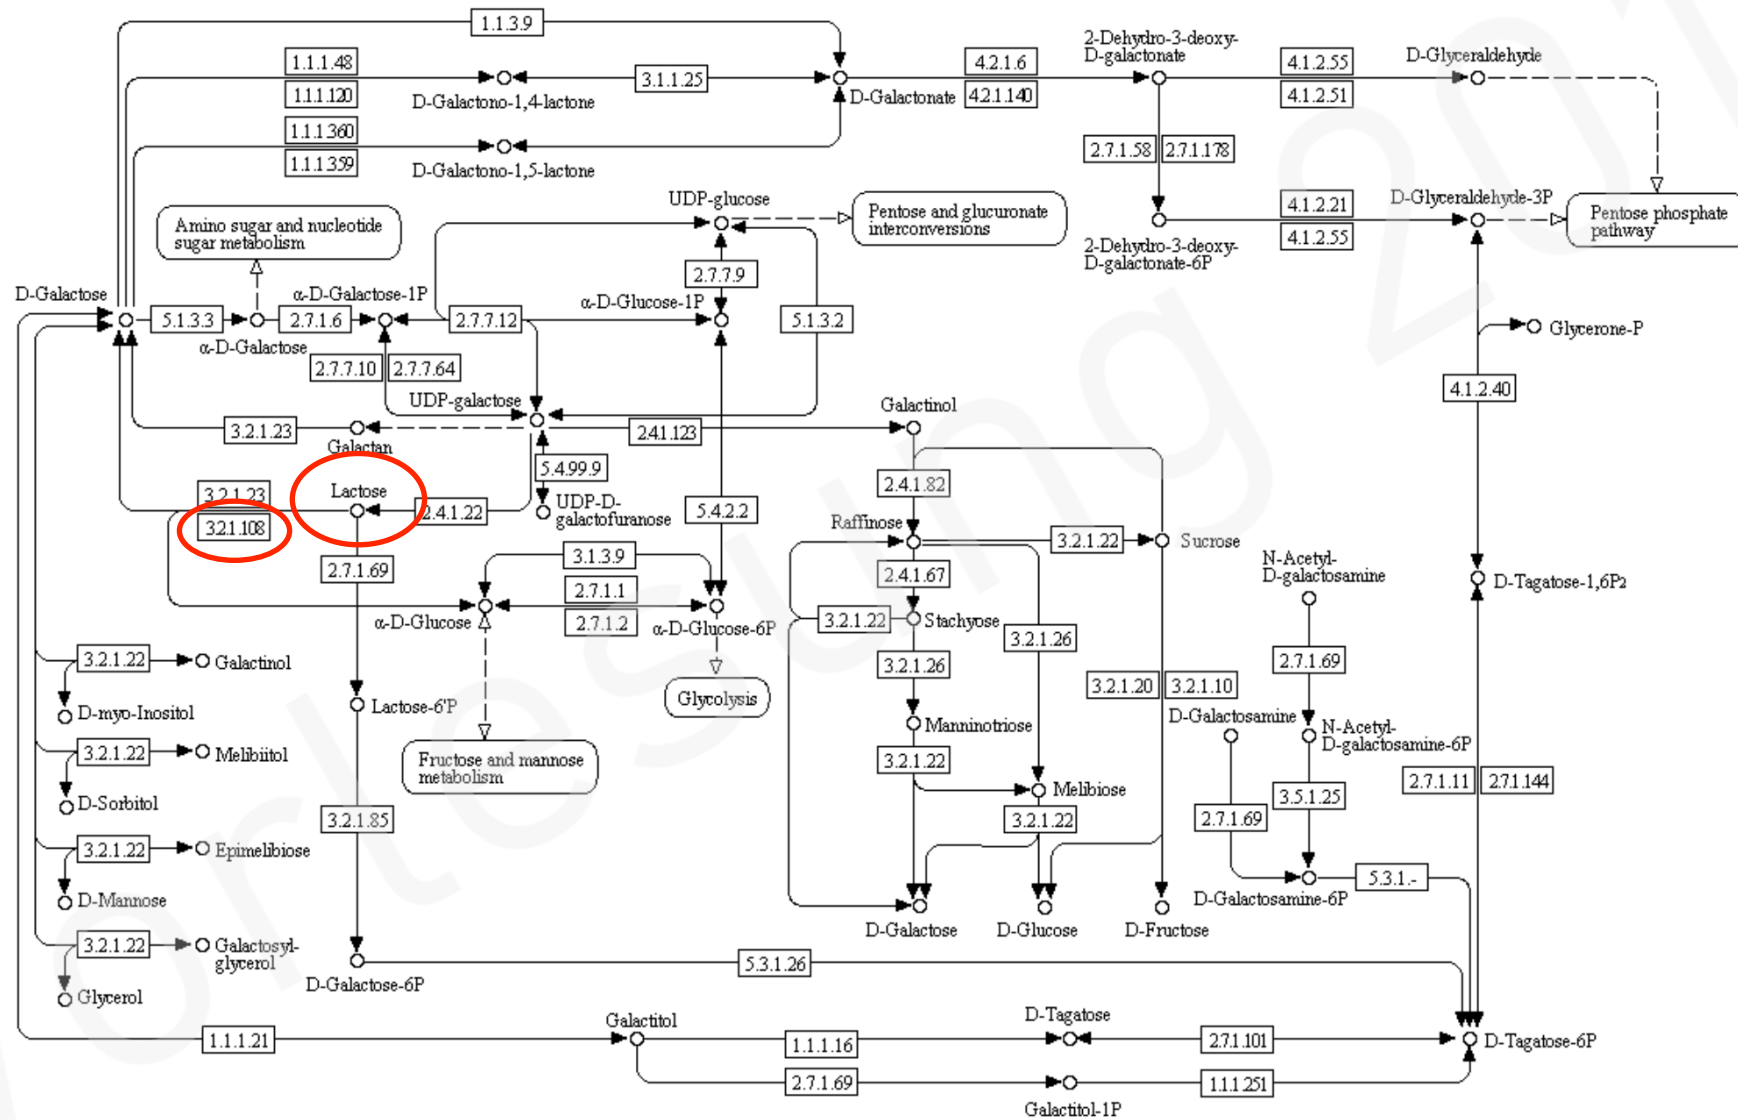 1.1.3.9
2-Dehydro-3-deoxy-
D-galactonate
D-Glyceraldehyde
1.1.1.48
1.1.1.120
3.1.1.25
4.2.1.6
4.2.1.140
4.1.2.55
4.1.2.51
D-Galactono-1,4-lactone
D-Galactonate
1.1.1.360
1.1.1.359
D-Galactono-1,5-lactone
2.7.1.58
2.7.1.178
UDP-glucose
Amino sugar and nucleotide
sugar metabolism
Pentose and glucuronate
interconversions
4.1.2.21
4.1.2.55
D-Glyceraldehyde-3P
Pentose phosphate
pathway
2-Dehydro-3-deoxy-
D-galactonate-6P
2.7.7.9
D-Galactose
α-D-Galactose-1P
α-D-Glucose-1P
5.1.3.3
2.7.1.6
2.7.7.12
5.1.3.2
Glycerone-P
α-D-Galactose
2.7.7.10
2.7.7.64
4.1.2.40
UDP-galactose
Galactinol
3.2.1.23
Galactan
2.4.1.123
5.4.99.9
2.4.1.82
3.2.1.23
Lactose
3.2.1.108
2.4.1.22
UDP-D-
galactofuranose
5.4.2.2
Raffinose
3.2.1.22
Sucrose
3.1.3.9
2.7.1.69
2.4.1.67
N-Acetyl-
D-galactosamine
D-Tagatose-1,6P2
2.7.1.1
2.7.1.2
α-D-Glucose
α-D-Glucose-6P
3.2.1.22
Stachyose
3.2.1.26
3.2.1.22
Galactinol
3.2.1.26
2.7.1.69
3.2.1.20
3.2.1.10
Glycolysis
D-myo-Inositol
Lactose-6'P
Manninotriose
D-Galactosamine
N-Acetyl-
D-galactosamine-6P
3.2.1.22
Melibiitol
Fructose and mannose
metabolism
3.2.1.22
Melibiose
2.7.1.11
2.7.1.144
D-Sorbitol
3.2.1.85
3.2.1.22
2.7.1.69
3.5.1.25
3.2.1.22
Epimelibiose
D-Mannose
5.3.1.-
D-Galactosamine-6P
D-Galactose
D-Glucose
D-Fructose
3.2.1.22
Galactosyl-
glycerol
5.3.1.26
D-Galactose-6P
Glycerol
1.1.1.21
Galactitol
D-Tagatose
1.1.1.16
2.7.1.101
D-Tagatose-6P
2.7.1.69
1.1.1.251
Galactitol-1P
orlesung 201